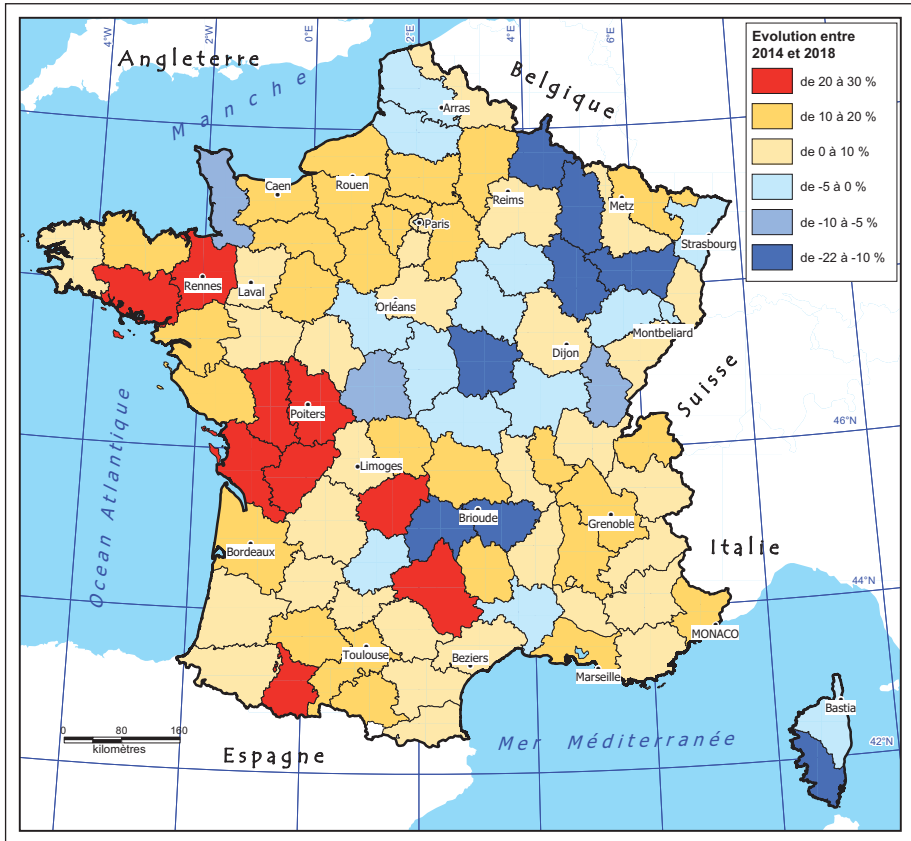 4°W
2°W
0°E
2°E
4°E
6°E
Evolution entre
2014 et 2018
de 20 à 30 %
de 10 à 20 %
de 0 à 10 %
de -5 à 0 %
de -10 à -5 %
de -22 à -10 %
Angleterre
Belgique
Manche
Arras
Caen
Rouen
Reims
Metz
Paris
Strasbourg
Rennes
Laval
Orléans
Montbeliard
Dijon
Suisse
Poiters
46°N
Océan Atlantique
Limoges
Brioude
Grenoble
Bordeaux
Italie
44°N
MONACO
Toulouse
Beziers
Marseille
Bastia
0 80 160
kilomètres
Espagne
Mer Méditerranée
42°N